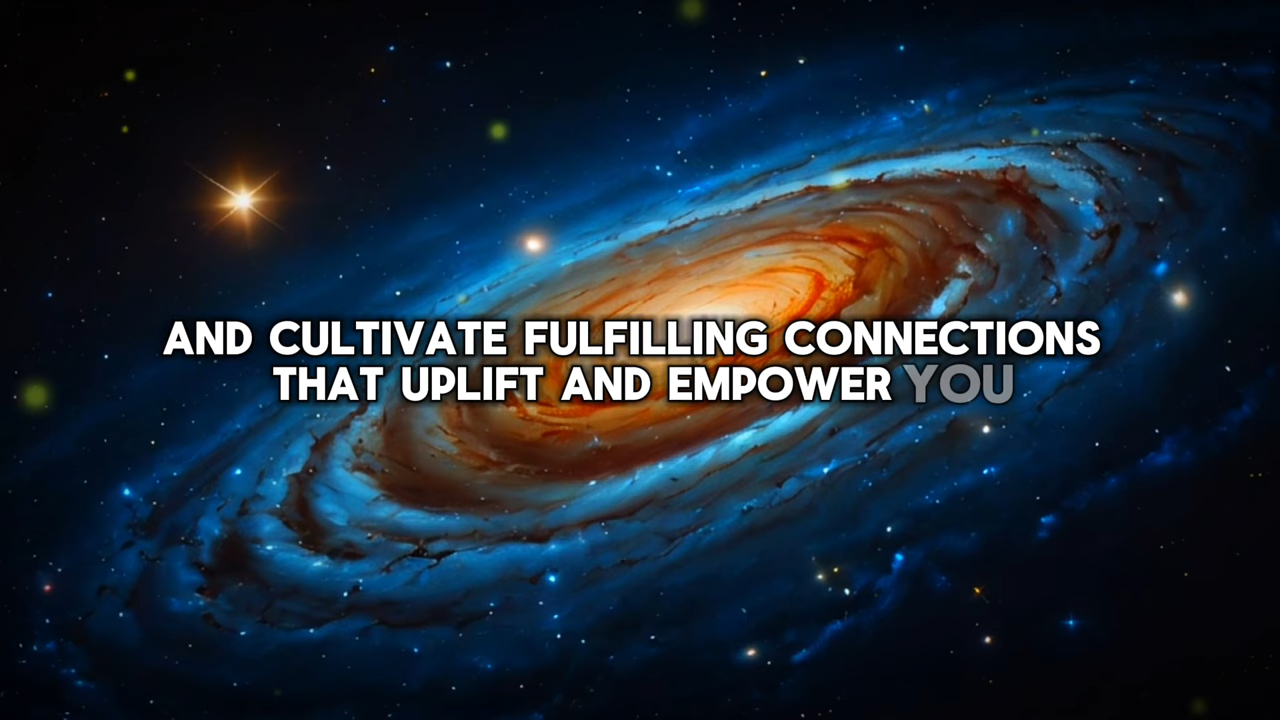 AND CULTIVATE FULFILLING CONNECTIONS
THAT UPLIFT AND EMPOWER YOU